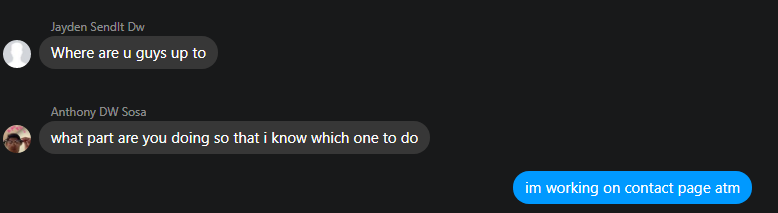 Jayden SendIt Dw
Where are u guys up to
Anthony DW Sosa
what part are you doing so that i know which one to do
im working on contact page atm